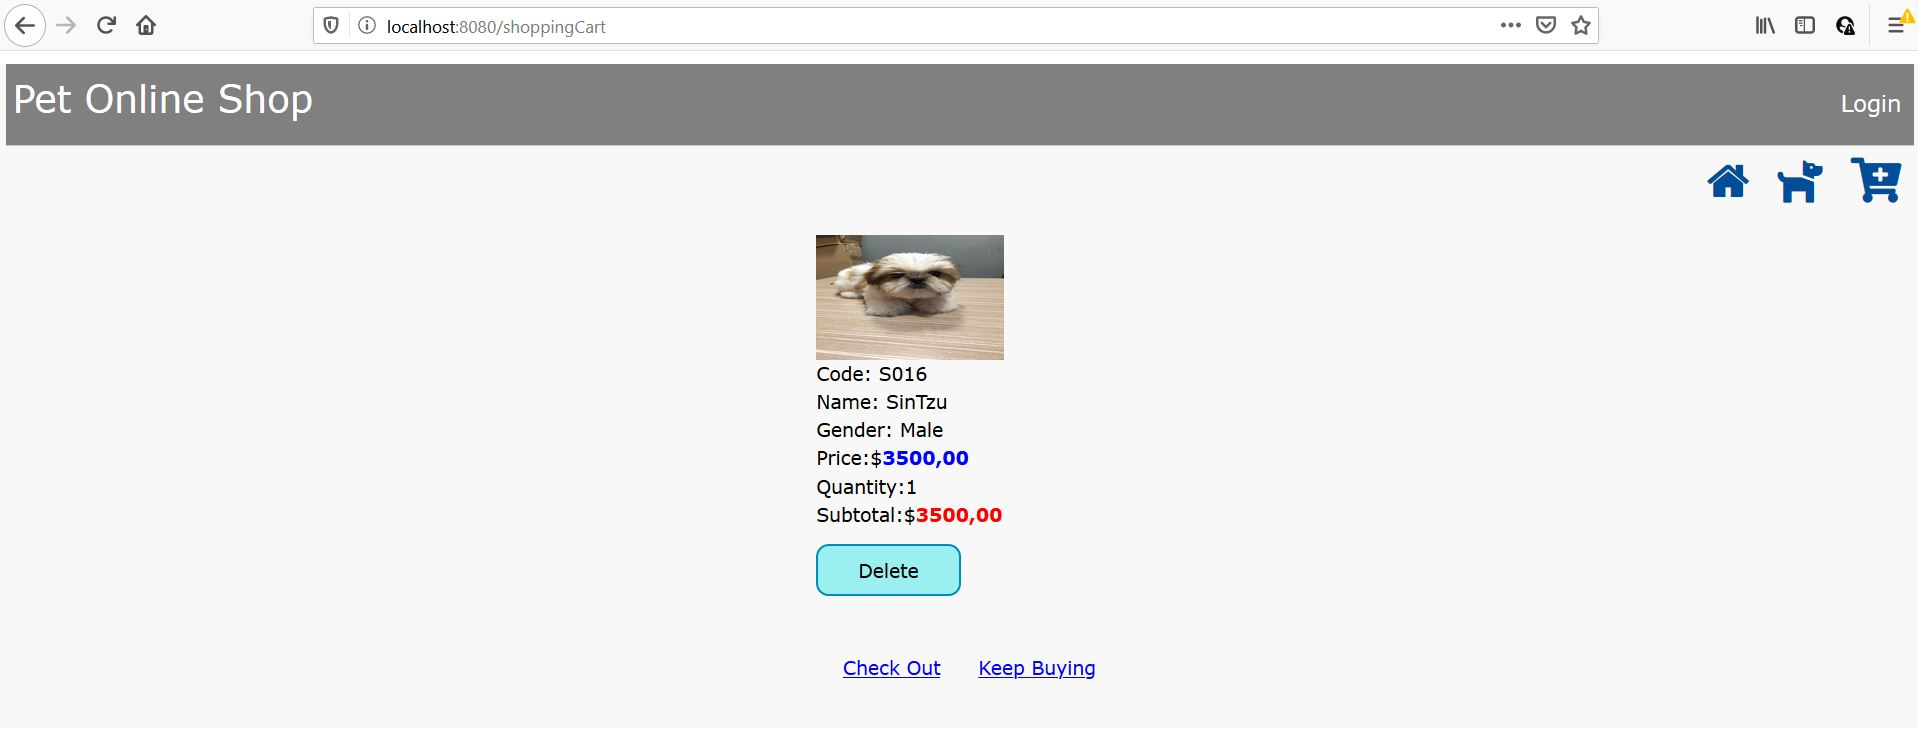 localhost:8080/shoppingCart
Pet Online Shop
Login
Code: S016
Name: SinTzu
Gender: Male
Price:$3500,00
Quantity:1
Subtotal:$3500,00
Delete
Check Out Keep Buying